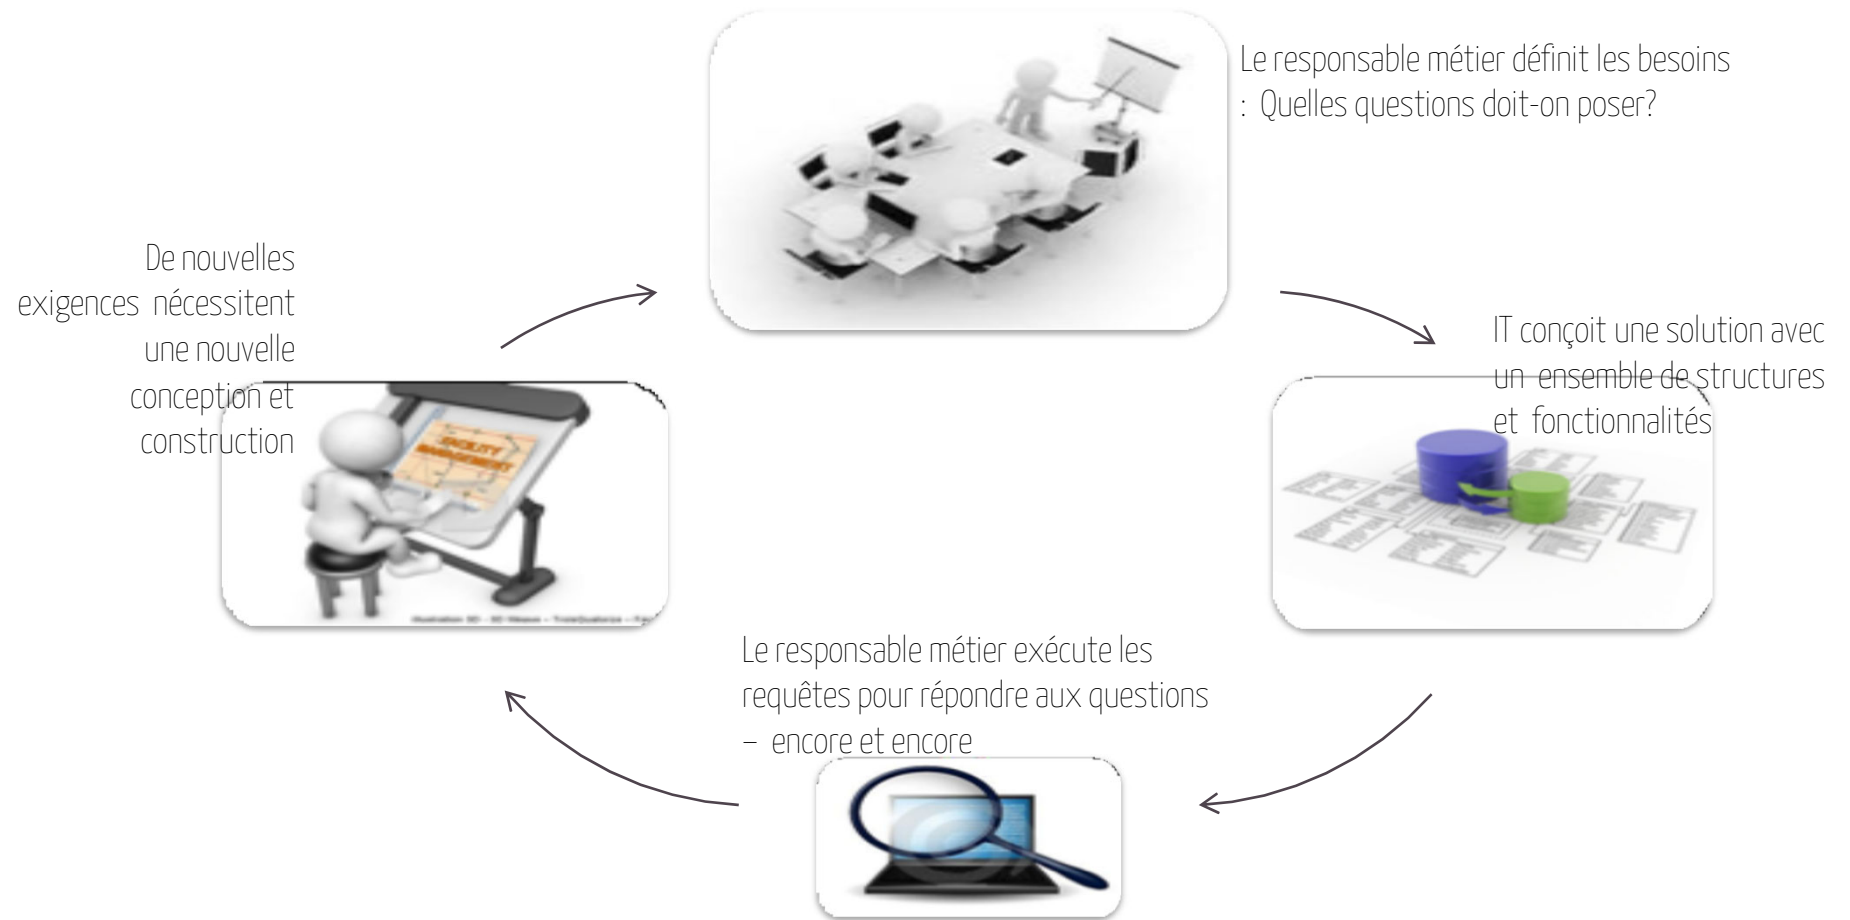 Le responsable métier définit les besoins
: Quelles questions doit-on poser?
De nouvelles
exigences nécessitent
une nouvelle
conception et
construction
IT conçoit une solution avec
un ensemble de structures
et fonctionnalités
FACILITY
MANAGEMENT
Le responsable métier exécute les
requêtes pour répondre aux questions
– encore et encore